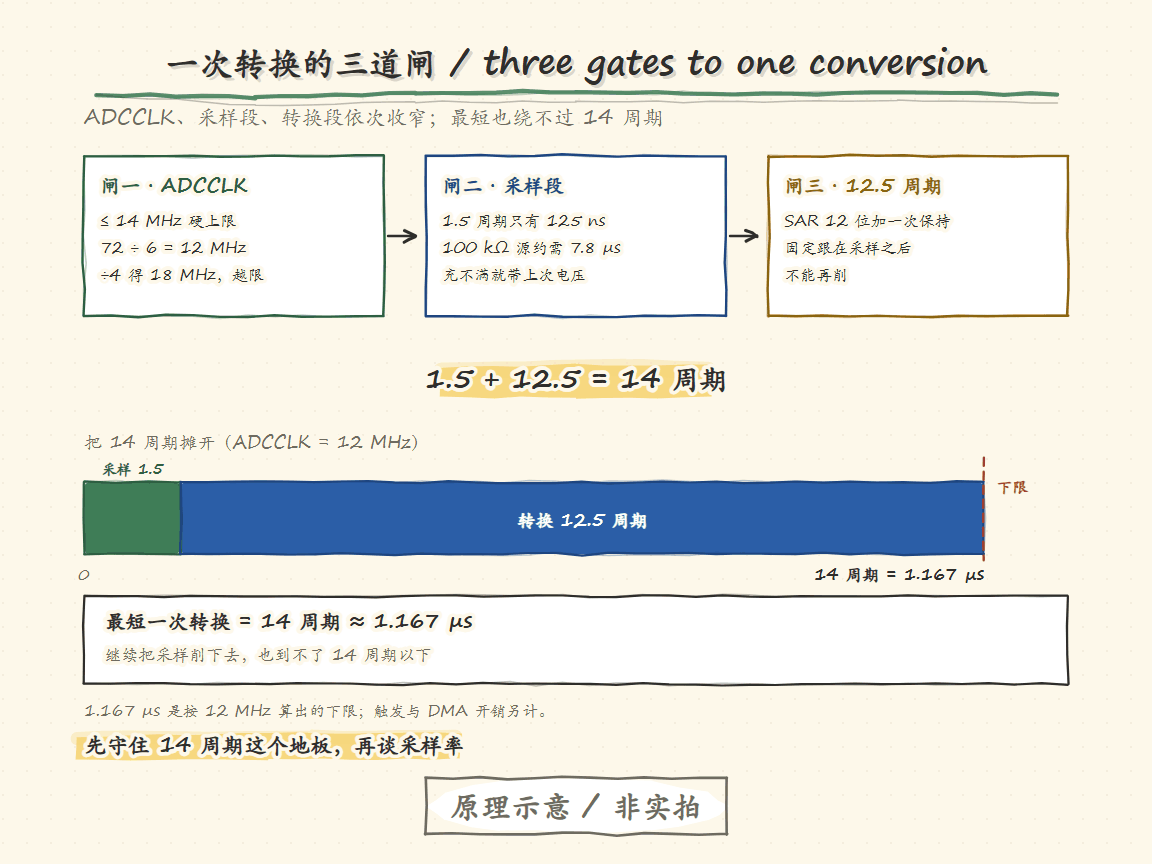 一次转换的三道闸 / three gates to one conversion
ADCCLK、采样段、转换段依次收窄；最短也绕不过 14 周期
闸一 · ADCCLK
≤ 14 MHz 硬上限
72 ÷ 6 = 12 MHz
÷4 得 18 MHz，越限
闸二 · 采样段
1.5 周期只有 125 ns
100 kΩ 源约需 7.8 μs
充不满就带上次电压
闸三 · 12.5 周期
SAR 12 位加一次保持
固定跟在采样之后
不能再削
1.5 + 12.5 = 14 周期
把 14 周期摊开（ADCCLK = 12 MHz）
采样 1.5
下限
转换 12.5 周期
0
14 周期 = 1.167 μs
最短一次转换 = 14 周期 ≈ 1.167 μs
继续把采样削下去，也到不了 14 周期以下
1.167 μs 是按 12 MHz 算出的下限；触发与 DMA 开销另计。
先守住 14 周期这个地板，再谈采样率
原理示意 / 非实拍